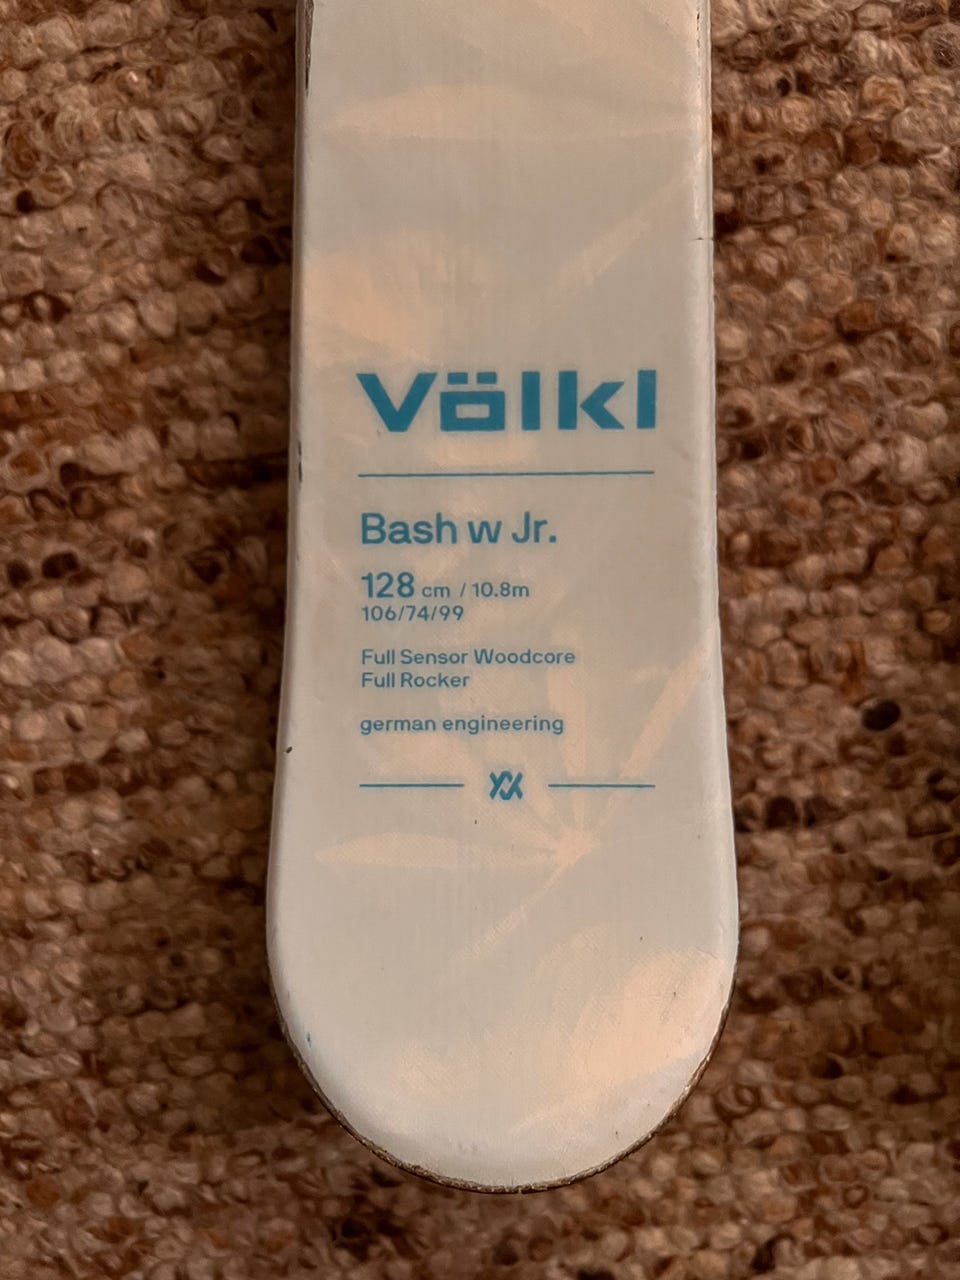 Völkl
Bash w Jr.
128 cm / 10.8m
106/74/99
Full Sensor Woodcore
Full Rocker
german engineering